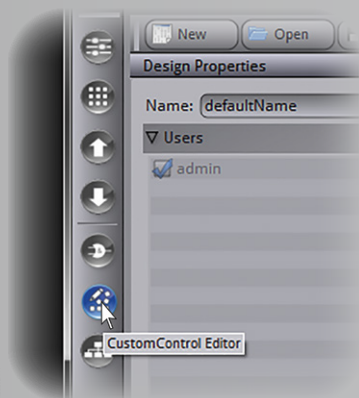 New Open
Design Properties
Name: defaultName
Users
admin
CustomControl Editor